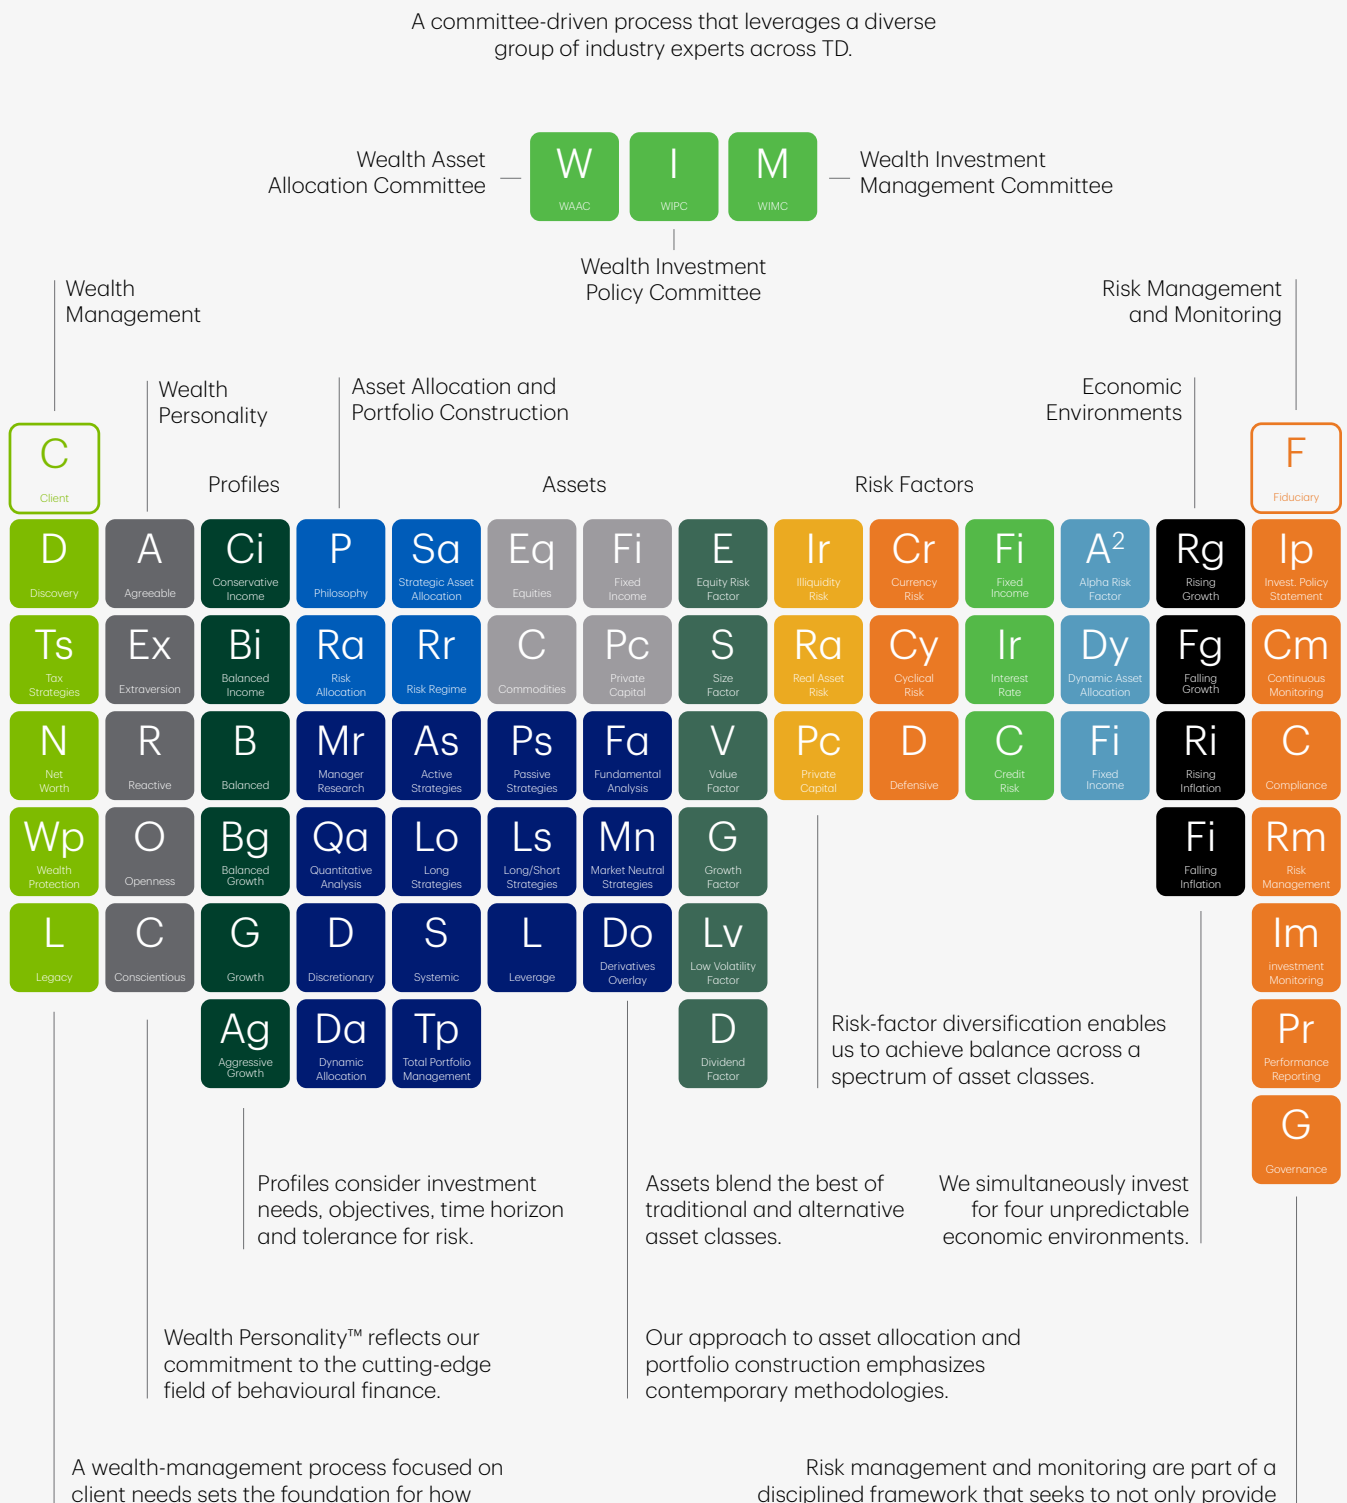 A committee-driven process that leverages a diverse
group of industry experts across TD.
Wealth Asset
Allocation Committee
W
WAAC
I
WIPC
M
WIMC
Wealth Investment
Management Committee
Wealth Investment
Policy Committee
Wealth
Management
Risk Management
and Monitoring
Wealth
Personality
Asset Allocation and
Portfolio Construction
Economic
Environments
C
Client
Profiles
Assets
Risk Factors
F
Fiduciary
D
Discovery
A
Agreeable
Ci
Conservative
Income
P
Philosophy
Sa
Strategic Asset
Allocation
Eq
Equities
Fi
Fixed
Income
E
Equity Risk
Factor
Ir
Illiquidity
Risk
Cr
Currency
Risk
Fi
Fixed
Income
A²
Alpha Risk
Factor
Rg
Rising
Growth
Ip
Invest. Policy
Statement
Ts
Tax
Strategies
Ex
Extraversion
Bi
Balanced
Income
Ra
Risk
Allocation
Rr
Risk Regime
C
Commodities
Pc
Private
Capital
S
Size
Factor
Ra
Real Asset
Risk
Cy
Cyclical
Risk
Ir
Interest
Rate
Dy
Dynamic Asset
Allocation
Fg
Falling
Growth
Cm
Continuous
Monitoring
N
Net
Worth
R
Reactive
B
Balanced
Mr
Manager
Research
As
Active
Strategies
Ps
Passive
Strategies
Fa
Fundamental
Analysis
V
Value
Factor
Pc
Private
Capital
D
Defensive
C
Credit
Risk
Fi
Fixed
Income
Ri
Rising
Inflation
C
Compliance
Wp
Wealth
Protection
O
Openness
Bg
Balanced
Growth
Qa
Quantitative
Analysis
Lo
Long
Strategies
Ls
Long/Short
Strategies
Mn
Market Neutral
Strategies
G
Growth
Factor
Fi
Falling
Inflation
Rm
Risk
Management
L
Legacy
C
Conscientious
G
Growth
D
Discretionary
S
Systemic
L
Leverage
Do
Derivatives
Overlay
Lv
Low Volatility
Factor
Im
investment
Monitoring
Ag
Aggressive
Growth
Da
Dynamic
Allocation
Tp
Total Portfolio
Management
D
Dividend
Factor
Risk-factor diversification enables
us to achieve balance across a
spectrum of asset classes.
Pr
Performance
Reporting
G
Governance
Profiles consider investment
needs, objectives, time horizon
and tolerance for risk.
Assets blend the best of
traditional and alternative
asset classes.
We simultaneously invest
for four unpredictable
economic environments.
Wealth Personality™ reflects our
commitment to the cutting-edge
field of behavioural finance.
Our approach to asset allocation and
portfolio construction emphasizes
contemporary methodologies.
A wealth-management process focused on
client needs sets the foundation for how
Risk management and monitoring are part of a
disciplined framework that seeks to not only provide